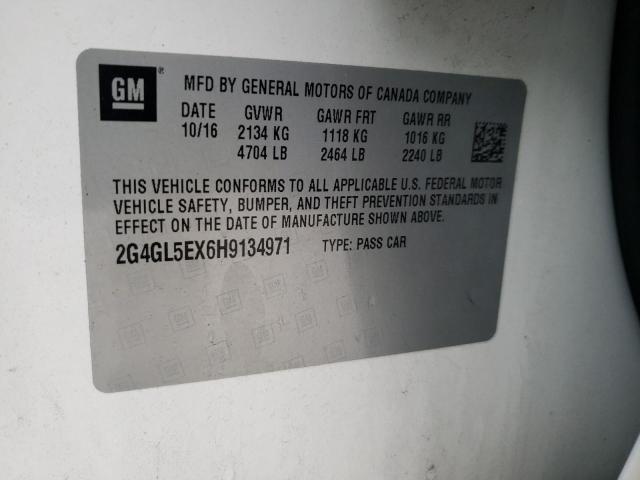 GM ®
MFD BY GENERAL MOTORS OF CANADA COMPANY
DATE GVWR GAWR FRT GAWR RR
10/16 2134 KG 1118 KG 1016 KG
4704 LB 2464 LB 2240 LB
THIS VEHICLE CONFORMS TO ALL APPLICABLE U.S. FEDERAL MOTOR
VEHICLE SAFETY, BUMPER, AND THEFT PREVENTION STANDARDS IN
EFFECT ON THE DATE OF MANUFACTURE SHOWN ABOVE.
2G4GL5EX6H9134971 TYPE: PASS CAR